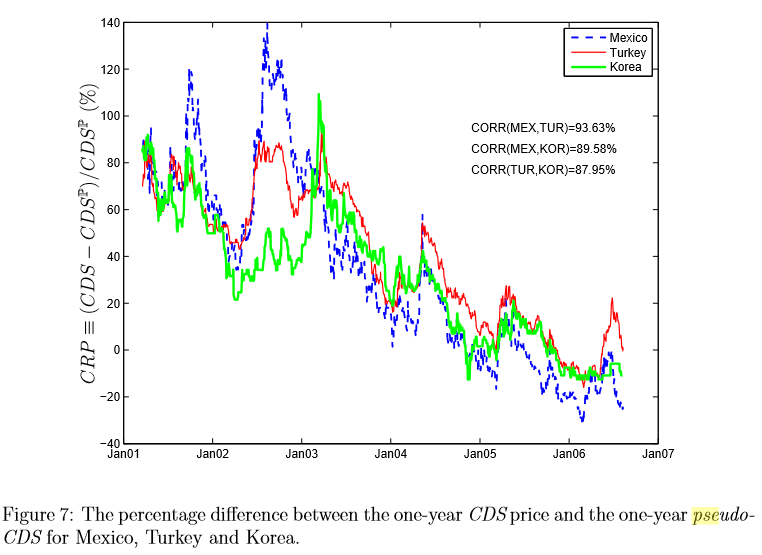 140
120
100
80
60
40
20
0
−20
−40
CRP ≡ (CDS − CDS^ℙ)/CDS^ℙ (%)
Mexico
Turkey
Korea
CORR(MEX,TUR)=93.63%
CORR(MEX,KOR)=89.58%
CORR(TUR,KOR)=87.95%
Jan01 Jan02 Jan03 Jan04 Jan05 Jan06 Jan07
Figure 7: The percentage difference between the one-year CDS price and the one-year pseudo-
CDS for Mexico, Turkey and Korea.